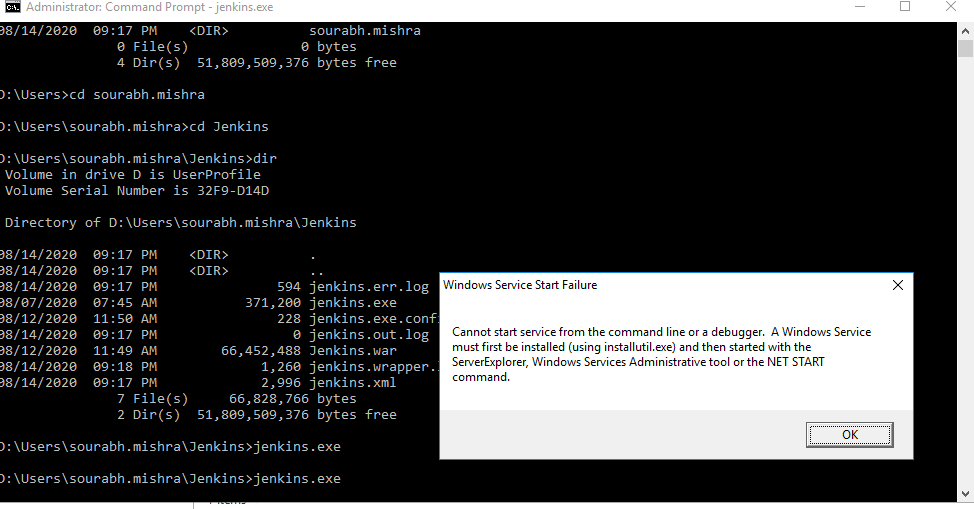 Administrator: Command Prompt - jenkins.exe
08/14/2020 09:17 PM <DIR> sourabh.mishra
0 File(s) 0 bytes
4 Dir(s) 51,809,509,376 bytes free
D:\Users>cd sourabh.mishra
D:\Users\sourabh.mishra>cd Jenkins
D:\Users\sourabh.mishra\Jenkins>dir
Volume in drive D is UserProfile
Volume Serial Number is 32F9-D14D
Directory of D:\Users\sourabh.mishra\Jenkins
08/14/2020 09:17 PM <DIR> .
08/14/2020 09:17 PM <DIR> ..
08/14/2020 09:17 PM 594 jenkins.err.log
08/07/2020 07:45 AM 371,200 jenkins.exe
08/12/2020 11:50 AM 228 jenkins.exe.conf
08/14/2020 09:17 PM 0 jenkins.out.log
08/12/2020 11:49 AM 66,452,488 Jenkins.war
08/14/2020 09:18 PM 1,260 jenkins.wrapper.
08/14/2020 09:17 PM 2,996 jenkins.xml
7 File(s) 66,828,766 bytes
2 Dir(s) 51,809,509,376 bytes free
D:\Users\sourabh.mishra\Jenkins>jenkins.exe
D:\Users\sourabh.mishra\Jenkins>jenkins.exe
Windows Service Start Failure
Cannot start service from the command line or a debugger. A Windows Service
must first be installed (using installutil.exe) and then started with the
ServerExplorer, Windows Services Administrative tool or the NET START
command.
OK